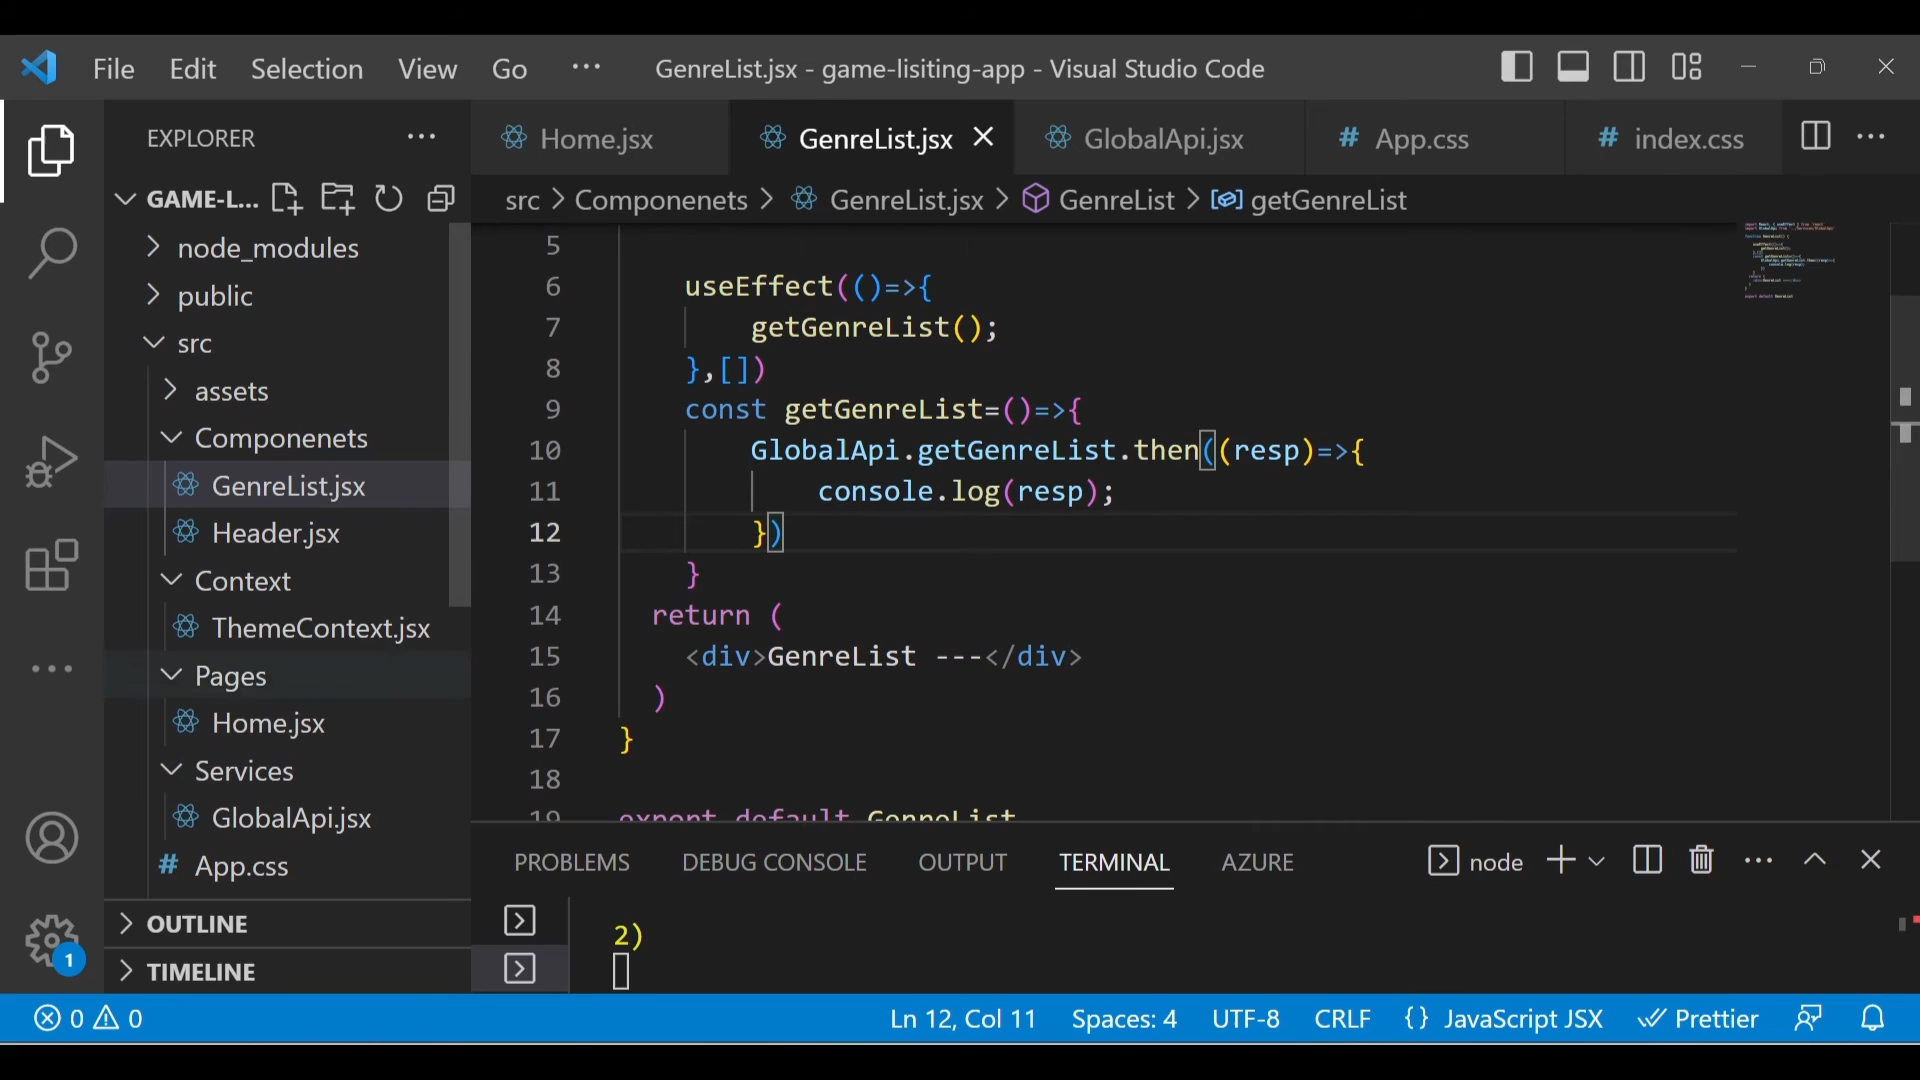 File Edit Selection View Go ··· GenreList.jsx - game-lisiting-app - Visual Studio Code
EXPLORER ···
GAME-L...
node_modules
public
src
assets
Componenets
GenreList.jsx
Header.jsx
Context
ThemeContext.jsx
Pages
Home.jsx
Services
GlobalApi.jsx
# App.css
OUTLINE
TIMELINE
1
Home.jsx GenreList.jsx GlobalApi.jsx # App.css # index.css ···
src > Componenets > GenreList.jsx > GenreList > getGenreList
5
6 useEffect(()=>{
7 getGenreList();
8 },[])
9 const getGenreList=()=>{
10 GlobalApi.getGenreList.then((resp)=>{
11 console.log(resp);
12 })
13 }
14 return (
15 <div>GenreList ---</div>
16 )
17 }
18
19 export default GenreList
PROBLEMS DEBUG CONSOLE OUTPUT TERMINAL AZURE node ···
2)
0 0 Ln 12, Col 11 Spaces: 4 UTF-8 CRLF {} JavaScript JSX Prettier